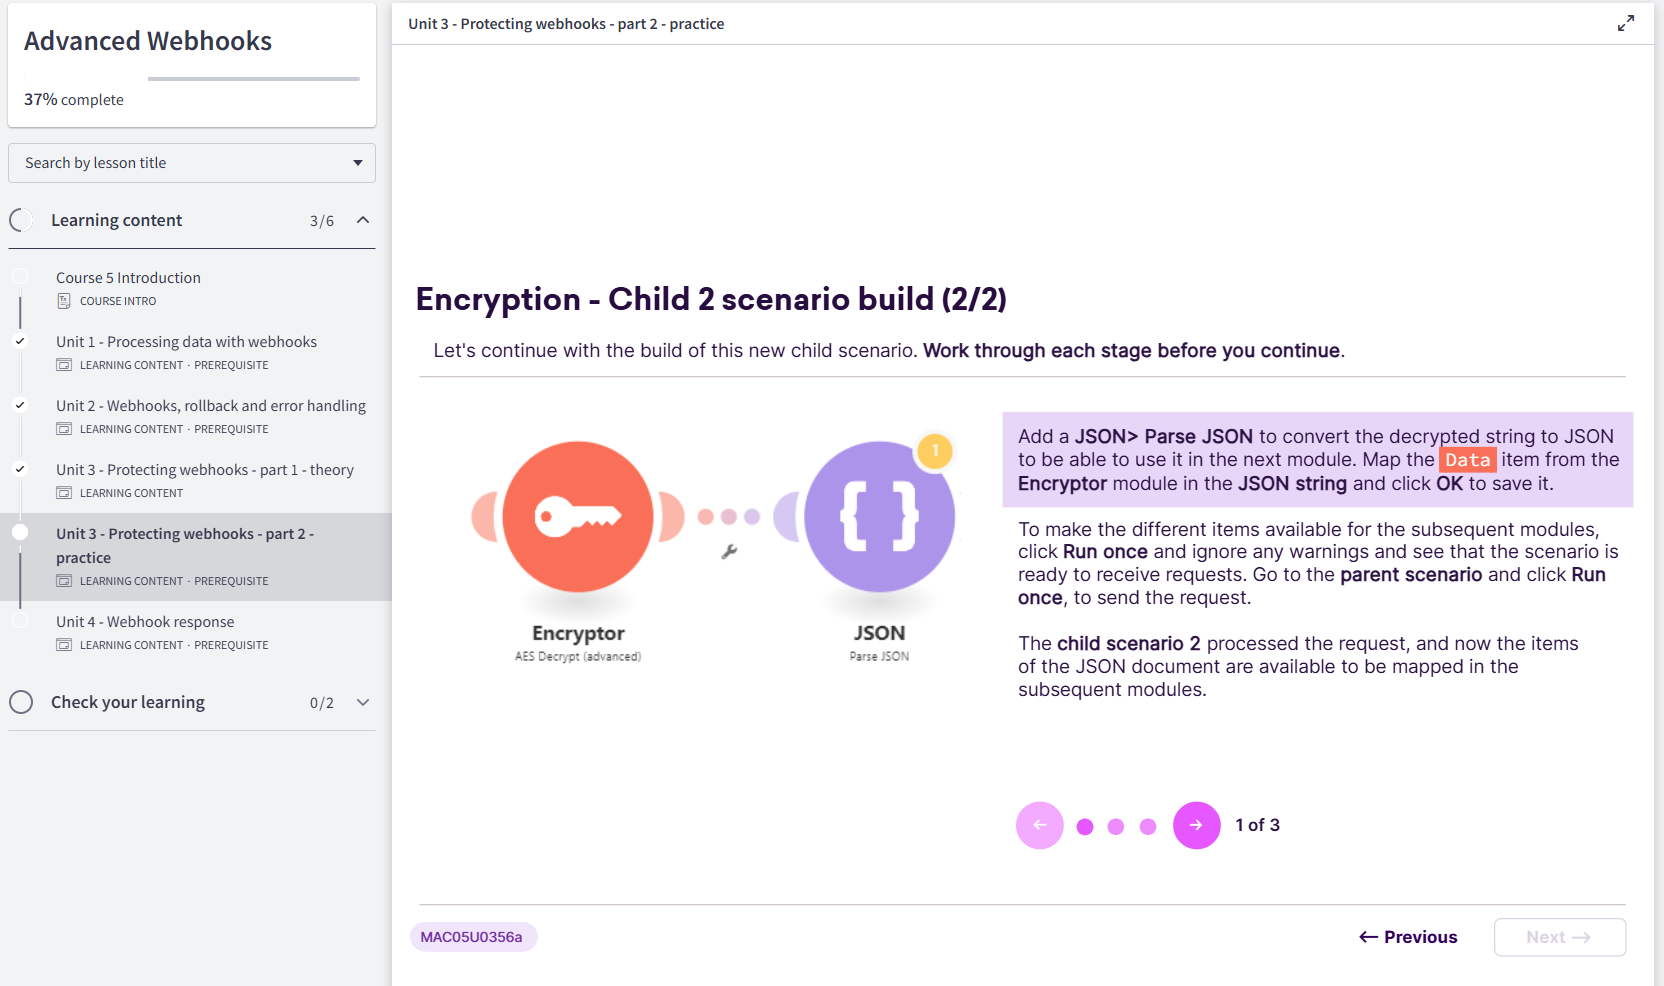 Advanced Webhooks
37% complete
Search by lesson title
Learning content 3/6
Course 5 Introduction
COURSE INTRO
Unit 1 - Processing data with webhooks
LEARNING CONTENT · PREREQUISITE
Unit 2 - Webhooks, rollback and error handling
LEARNING CONTENT · PREREQUISITE
Unit 3 - Protecting webhooks - part 1 - theory
LEARNING CONTENT
Unit 3 - Protecting webhooks - part 2 -
practice
LEARNING CONTENT · PREREQUISITE
Unit 4 - Webhook response
LEARNING CONTENT · PREREQUISITE
Check your learning 0/2
Unit 3 - Protecting webhooks - part 2 - practice
Encryption - Child 2 scenario build (2/2)
Let's continue with the build of this new child scenario. Work through each stage before you continue.
1
Encryptor
AES Decrypt (advanced)
JSON
Parse JSON
Add a JSON> Parse JSON to convert the decrypted string to JSON
to be able to use it in the next module. Map the Data item from the
Encryptor module in the JSON string and click OK to save it.
To make the different items available for the subsequent modules,
click Run once and ignore any warnings and see that the scenario is
ready to receive requests. Go to the parent scenario and click Run
once, to send the request.
The child scenario 2 processed the request, and now the items
of the JSON document are available to be mapped in the
subsequent modules.
← → 1 of 3
MAC05U0356a
← Previous
Next →